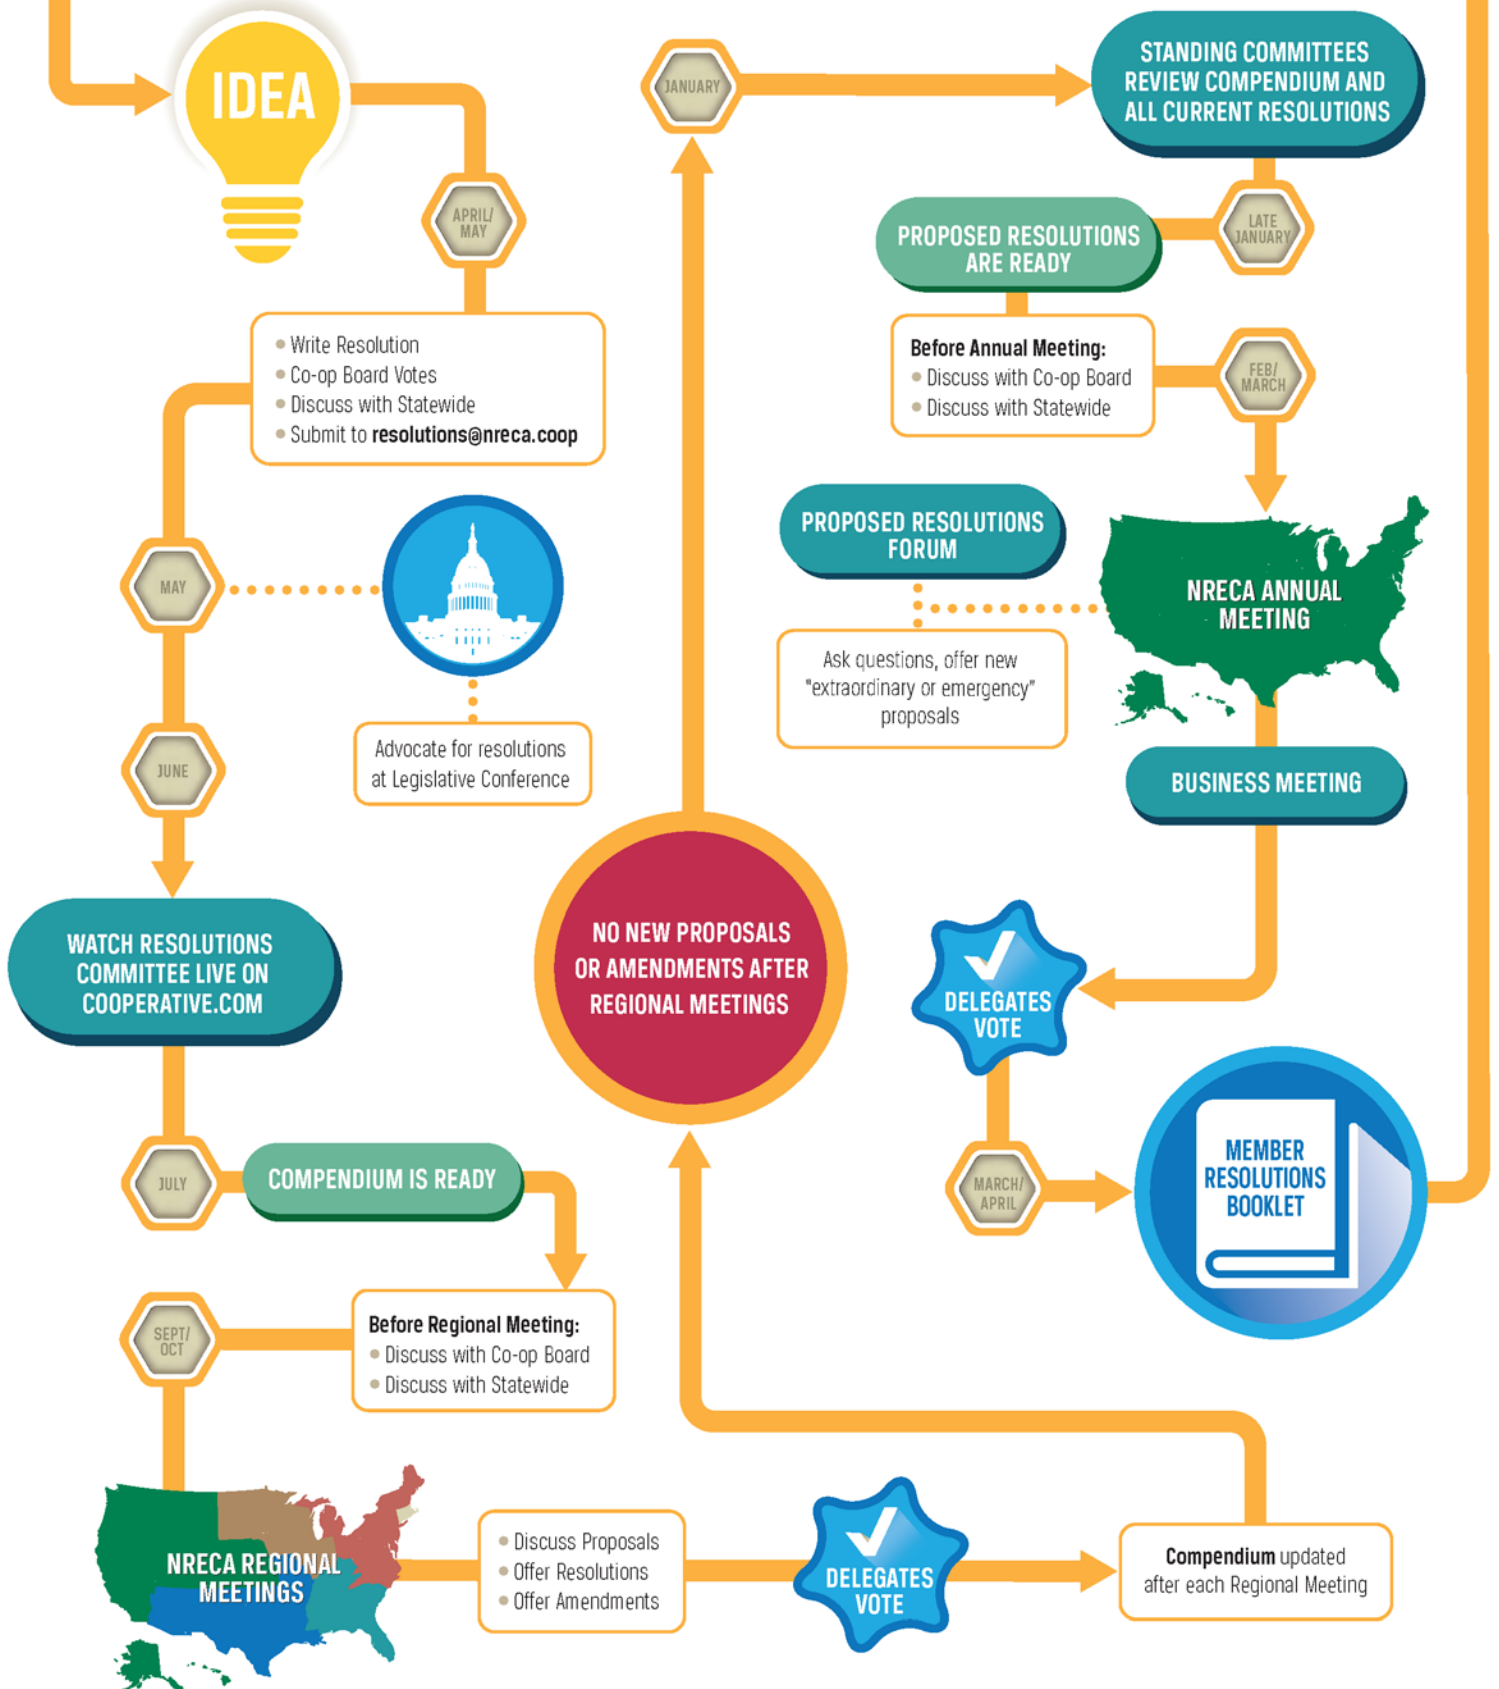 IDEA
APRIL/
MAY
• Write Resolution
• Co-op Board Votes
• Discuss with Statewide
• Submit to resolutions@nreca.coop
MAY
Advocate for resolutions
at Legislative Conference
JUNE
WATCH RESOLUTIONS
COMMITTEE LIVE ON
COOPERATIVE.COM
JULY
COMPENDIUM IS READY
Before Regional Meeting:
• Discuss with Co-op Board
• Discuss with Statewide
SEPT/
OCT
NRECA REGIONAL
MEETINGS
• Discuss Proposals
• Offer Resolutions
• Offer Amendments
DELEGATES
VOTE
Compendium updated
after each Regional Meeting
NO NEW PROPOSALS
OR AMENDMENTS AFTER
REGIONAL MEETINGS
JANUARY
STANDING COMMITTEES
REVIEW COMPENDIUM AND
ALL CURRENT RESOLUTIONS
LATE
JANUARY
PROPOSED RESOLUTIONS
ARE READY
Before Annual Meeting:
• Discuss with Co-op Board
• Discuss with Statewide
FEB/
MARCH
NRECA ANNUAL
MEETING
PROPOSED RESOLUTIONS
FORUM
Ask questions, offer new
"extraordinary or emergency"
proposals
BUSINESS MEETING
DELEGATES
VOTE
MARCH/
APRIL
MEMBER
RESOLUTIONS
BOOKLET